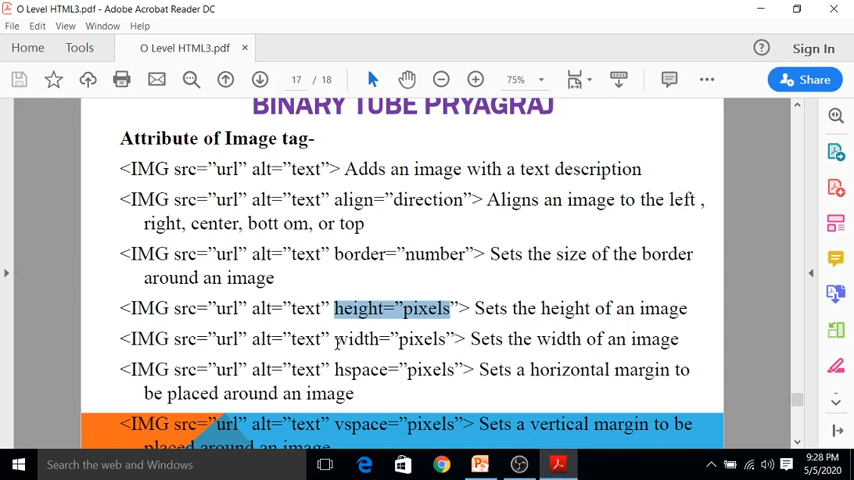 O Level HTML3.pdf - Adobe Acrobat Reader DC
File Edit View Window Help
Home Tools O Level HTML3.pdf × Sign In
17 / 18 75% Share
BINARY TUBE PRYAGRAJ
Attribute of Image tag-
<IMG src=”url” alt=”text”> Adds an image with a text description
<IMG src=”url” alt=”text” align=”direction”> Aligns an image to the left ,
right, center, bott om, or top
<IMG src=”url” alt=”text” border=”number”> Sets the size of the border
around an image
<IMG src=”url” alt=”text” height=”pixels”> Sets the height of an image
<IMG src=”url” alt=”text” width=”pixels”> Sets the width of an image
<IMG src=”url” alt=”text” hspace=”pixels”> Sets a horizontal margin to
be placed around an image
<IMG src=”url” alt=”text” vspace=”pixels”> Sets a vertical margin to be
placed around an image
Search the web and Windows
9:28 PM
5/5/2020